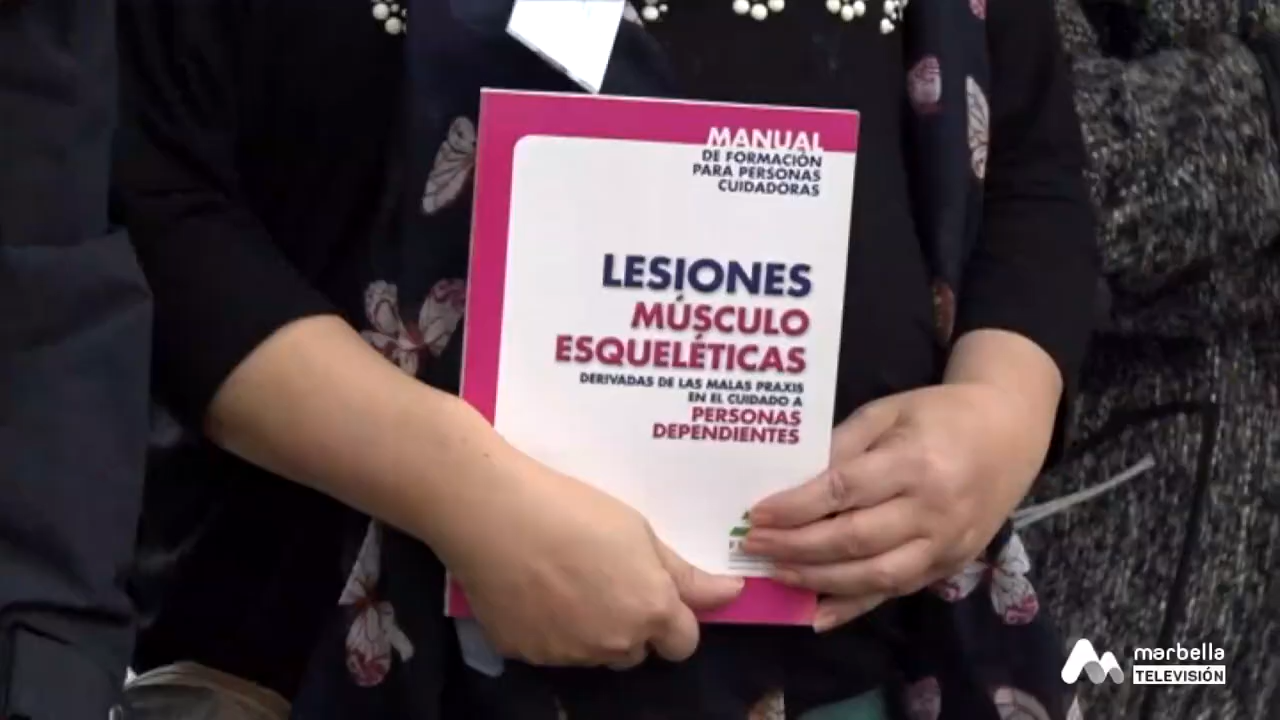 MANUAL
DE FORMACIÓN
PARA PERSONAS
CUIDADORAS
LESIONES
MÚSCULO
ESQUELÉTICAS
DERIVADAS DE LAS MALAS PRAXIS
EN EL CUIDADO A
PERSONAS
DEPENDIENTES
marbella
TELEVISIÓN